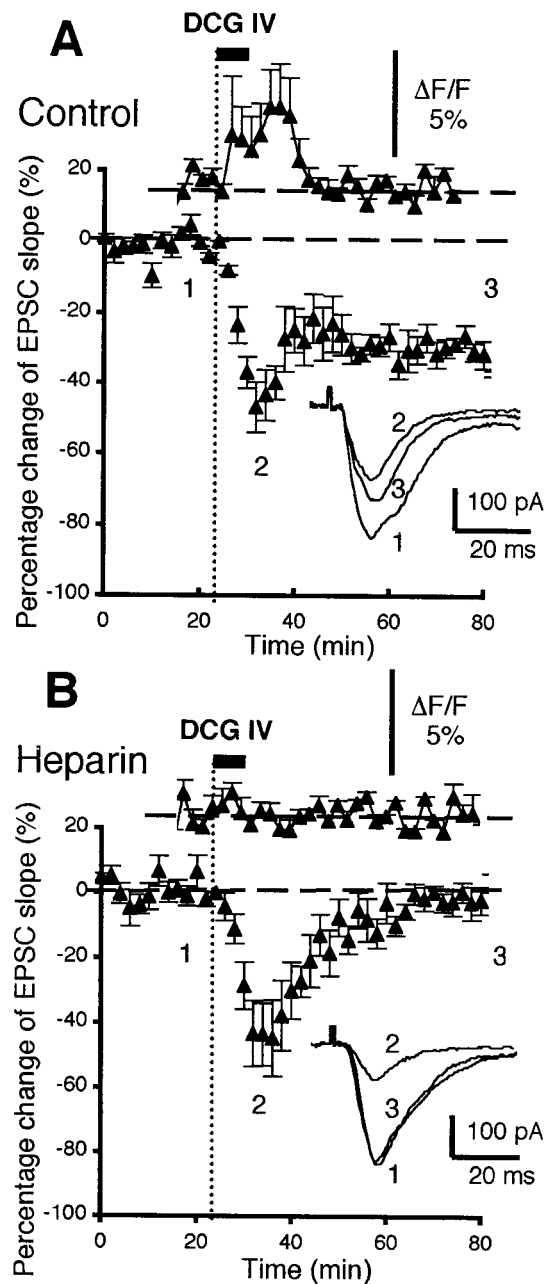 A
DCG IV
Control
ΔF/F
5%
Percentage change of EPSC slope (%)
20
0
-20
-40
-60
-80
-100
1
2
3
2
3
1
100 pA
20 ms
0
20
40
60
80
Time (min)
B
DCG IV
Heparin
ΔF/F
5%
Percentage change of EPSC slope (%)
20
0
-20
-40
-60
-80
-100
1
2
3
2
3
1
100 pA
20 ms
0
20
40
60
80
Time (min)